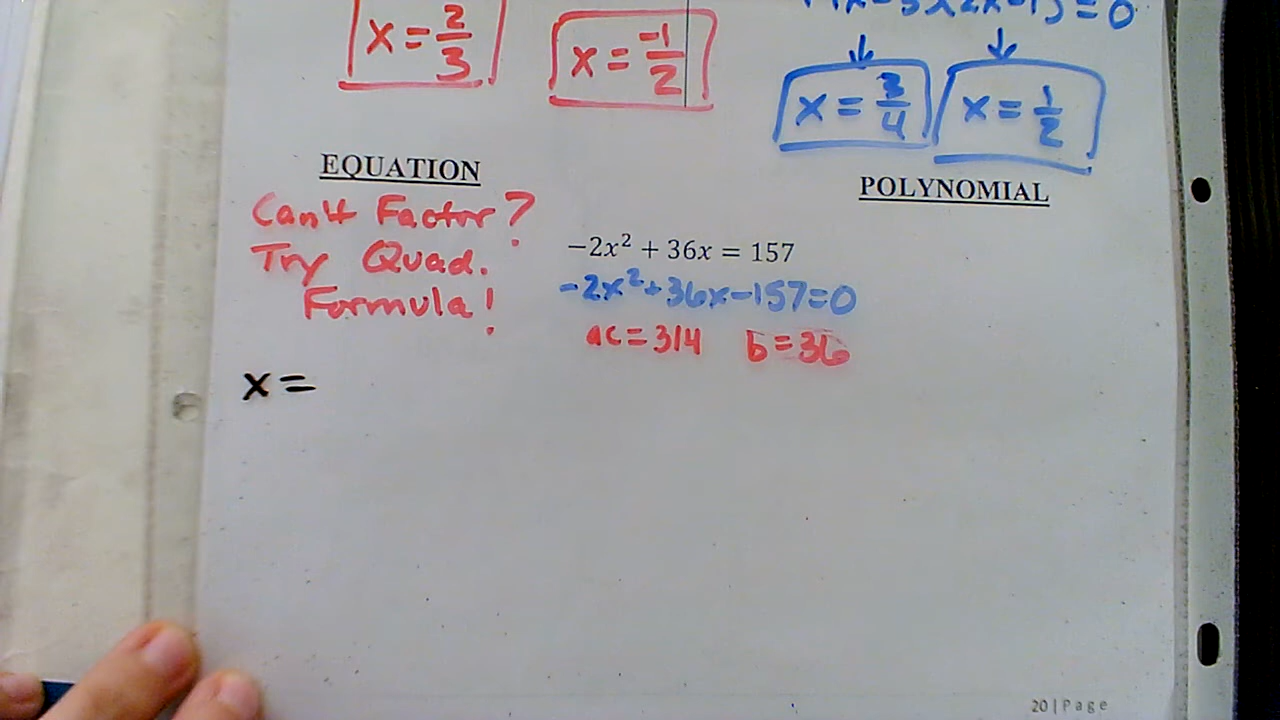 x = 2/3
x = -1/2
x = 3/4
x = 1/2
EQUATION
POLYNOMIAL
Can't Factor?
Try Quad.
Formula!
−2x² + 36x = 157
-2x²+36x-157=0
ac=314 b=36
x =
20|Page